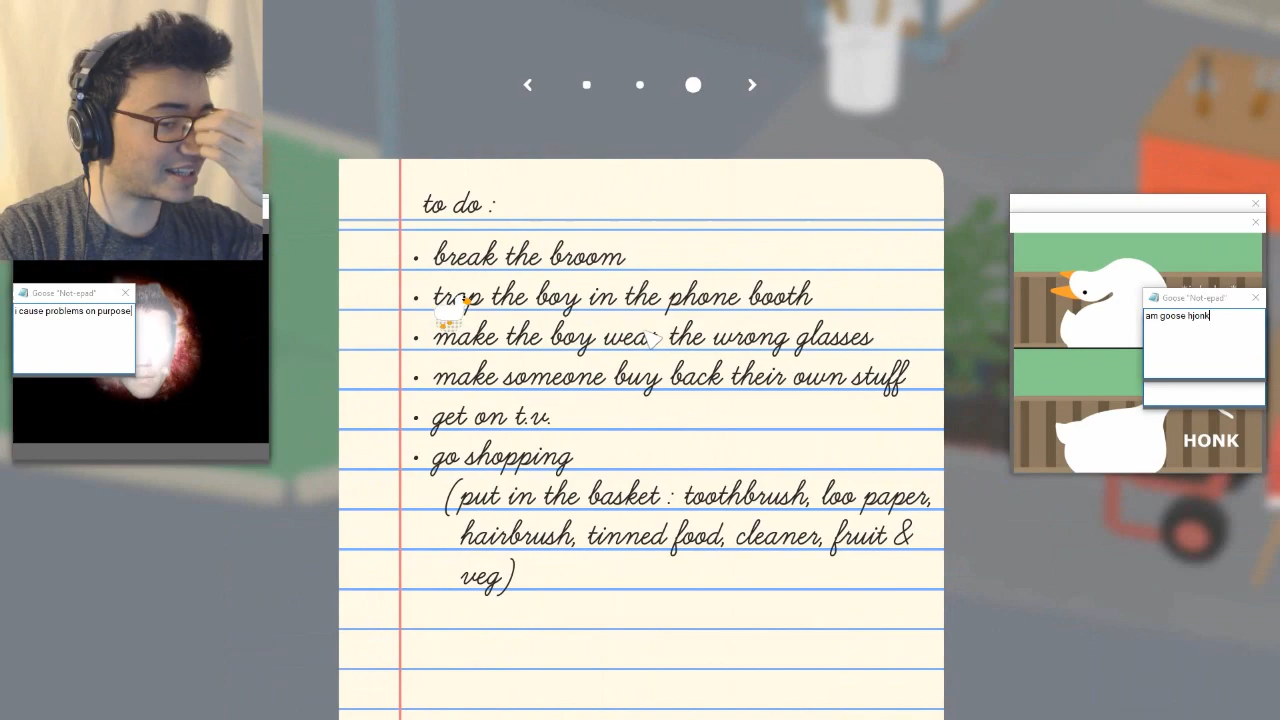 to do :
• break the broom
• trap the boy in the phone booth
• make the boy wear the wrong glasses
• make someone buy back their own stuff
• get on t.v.
• go shopping
(put in the basket : toothbrush, loo paper,
hairbrush, tinned food, cleaner, fruit &
veg)
Goose "Not-epad"
i cause problems on purpose
Goose "Not-epad"
am goose hjonk
HONK